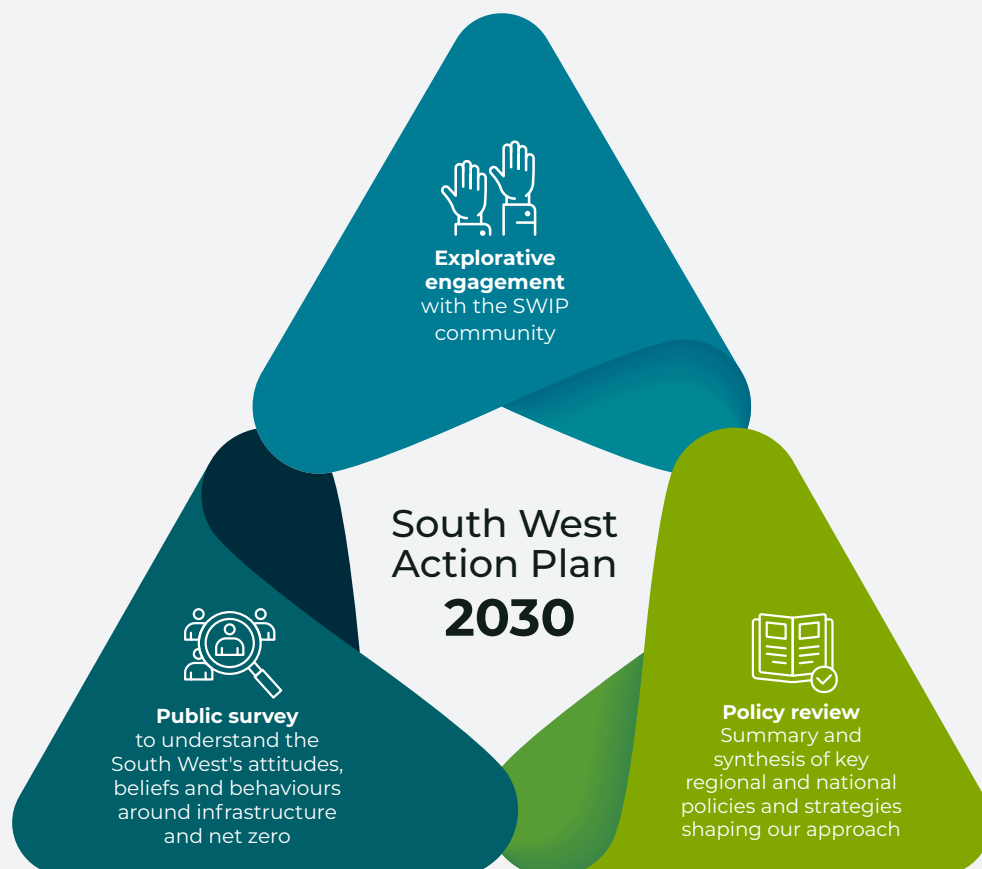 Explorative
engagement
with the SWIP
community
South West
Action Plan
2030
Public survey
to understand the
South West's attitudes,
beliefs and behaviours
around infrastructure
and net zero
Policy review
Summary and
synthesis of key
regional and national
policies and strategies
shaping our approach